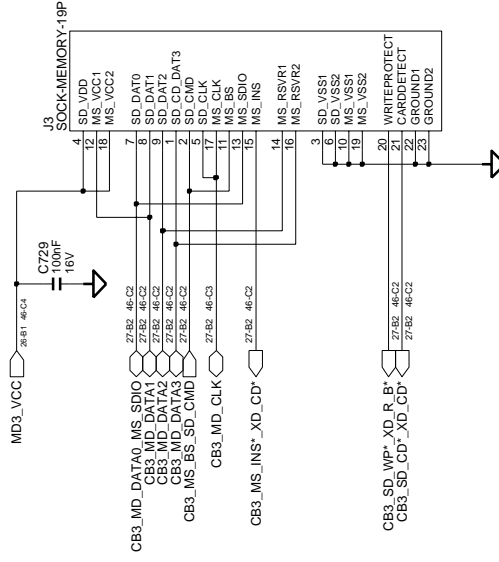 J3
SOCK-MEMORY-19P
MD3_VCC
26-B1 46-C4
C729
100nF
16V
4 SD_VDD
12 MS_VCC1
18 MS_VCC2
CB3_MD_DATA0_MS_SDIO 27-B2 46-C2 7 SD_DAT0
CB3_MD_DATA1 27-B2 46-C2 8 SD_DAT1
CB3_MD_DATA2 27-B2 46-C2 9 SD_DAT2
CB3_MD_DATA3 27-B2 46-C2 1 SD_CD_DAT3
CB3_MS_BS_SD_CMD 27-B2 46-C2 2 SD_CMD
5 SD_CLK
CB3_MD_CLK 27-B2 46-C3 17 MS_CLK
11 MS_BS
13 MS_SDIO
CB3_MS_INS*_XD_CD* 27-B2 46-C2 15 MS_INS
14 MS_RSVR1
16 MS_RSVR2
3 SD_VSS1
6 SD_VSS2
10 MS_VSS1
19 MS_VSS2
CB3_SD_WP*_XD_R_B* 27-B2 46-C2 20 WRITEPROTECT
CB3_SD_CD*_XD_CD* 27-B2 46-C2 21 CARDDETECT
22 GROUND1
23 GROUND2